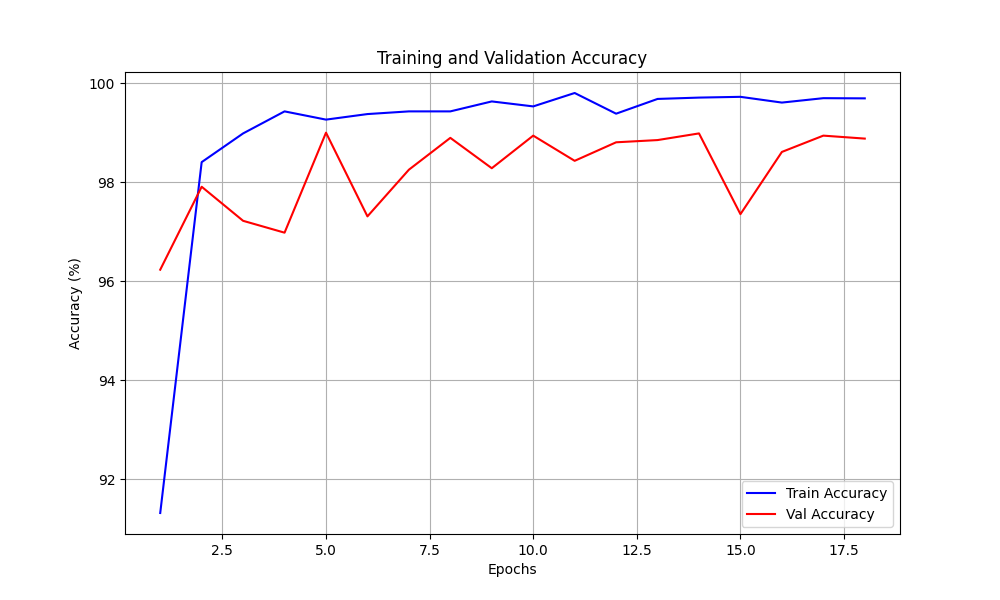 Training and Validation Accuracy
100
98
96
94
92
Accuracy (%)
2.5 5.0 7.5 10.0 12.5 15.0 17.5
Epochs
Train Accuracy
Val Accuracy